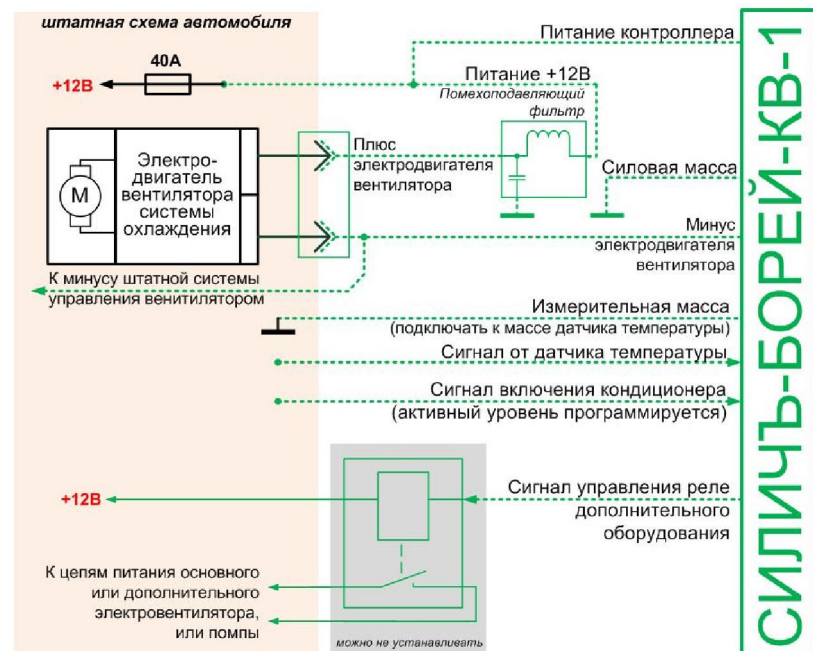 штатная схема автомобиля
Питание контроллера
40А
+12В
Питание +12В
Помехоподавляющий
фильтр
Плюс
электродвигателя
вентилятора
Электро-
двигатель
вентилятора
системы
охлаждения
М
Силовая масса
Минус
электродвигателя
вентилятора
К минусу штатной системы
управления венитилятором
Измерительная масса
(подключать к массе датчика температуры)
Сигнал от датчика температуры
Сигнал включения кондиционера
(активный уровень программируется)
+12В
Сигнал управления реле
дополнительного
оборудования
К цепям питания основного
или дополнительного
электровентилятора,
или помпы
можно не устанавливать
СИЛИЧЪ-БОРЕЙ-КВ-1